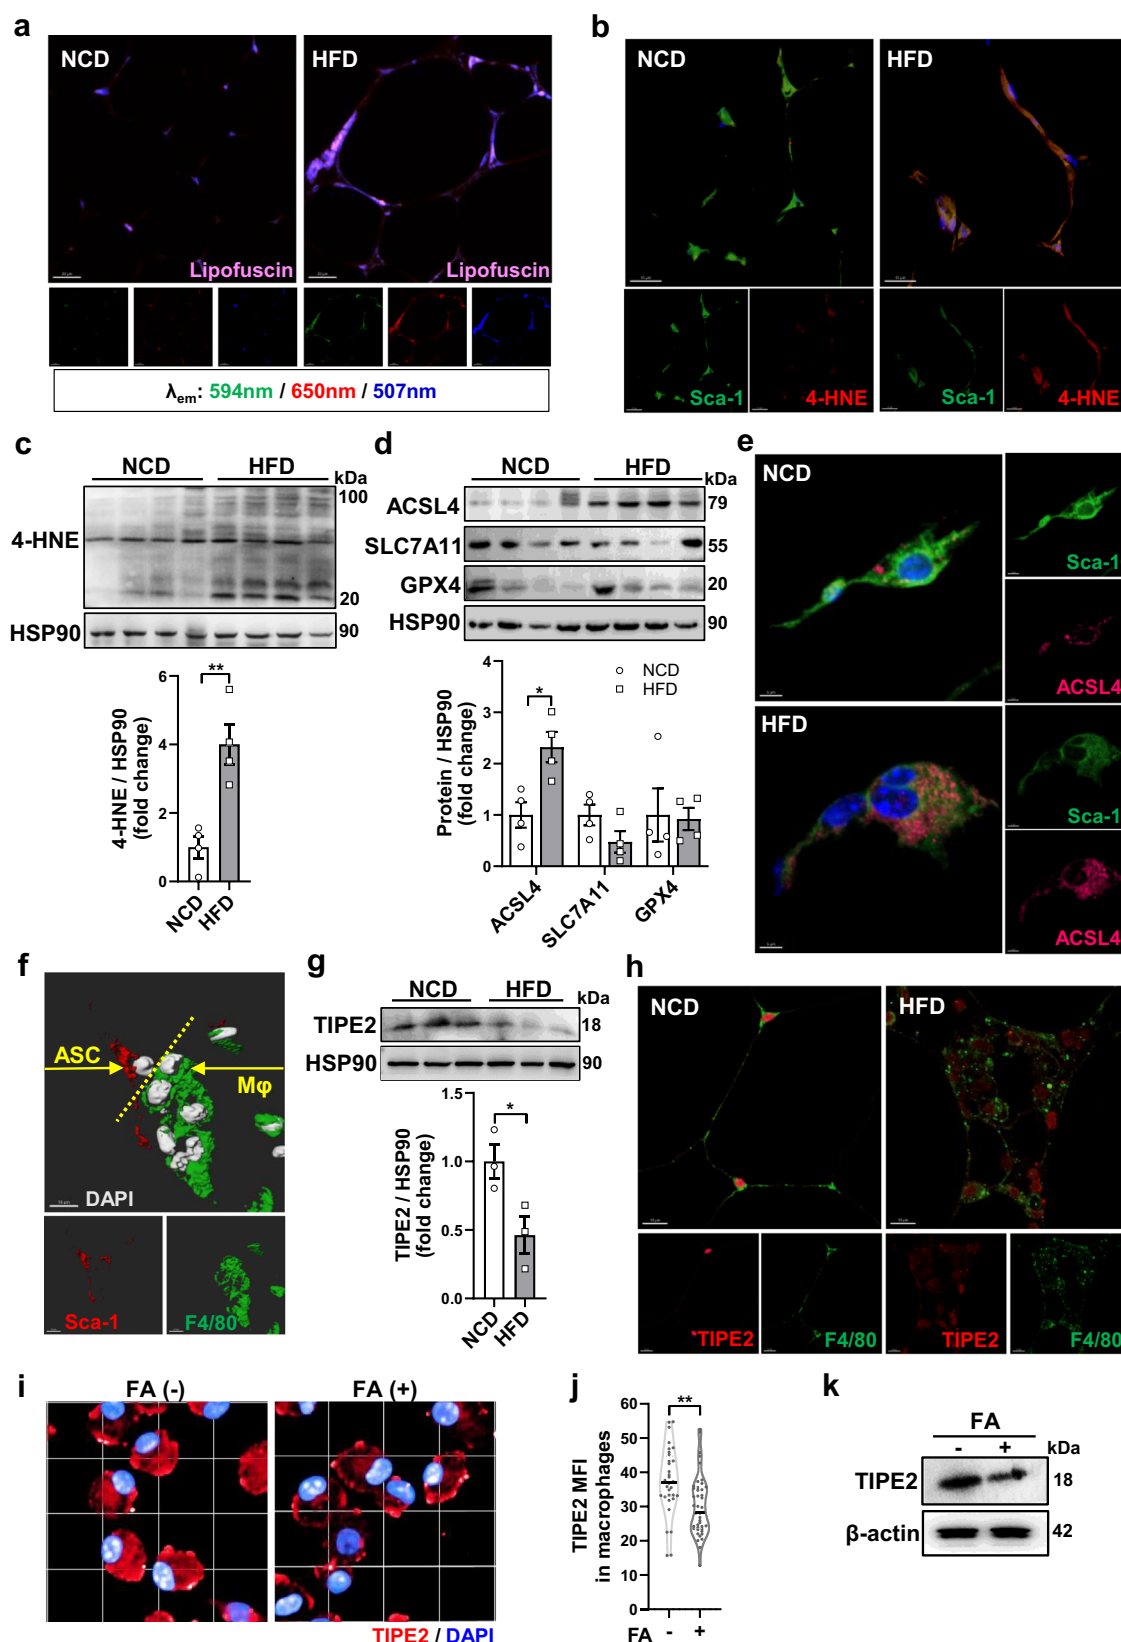 a
NCD
HFD
Lipofuscin
Lipofuscin
λem: 594nm / 650nm / 507nm
b
NCD
HFD
Sca-1
4-HNE
Sca-1
4-HNE
c
NCD
HFD
kDa
100
4-HNE
20
HSP90
90
4-HNE / HSP90
(fold change)
6
4
2
0
**
NCD
HFD
d
NCD
HFD
kDa
ACSL4
79
SLC7A11
55
GPX4
20
HSP90
90
Protein / HSP90
(fold change)
4
3
2
1
0
*
NCD
HFD
ACSL4
SLC7A11
GPX4
e
NCD
Sca-1
ACSL4
HFD
Sca-1
ACSL4
f
ASC
Mφ
DAPI
Sca-1
F4/80
g
NCD
HFD
kDa
TIPE2
18
HSP90
90
TIPE2 / HSP90
(fold change)
1.5
1.0
0.5
0.0
*
NCD
HFD
h
NCD
HFD
TIPE2
F4/80
TIPE2
F4/80
i
FA (-)
FA (+)
TIPE2 / DAPI
j
TIPE2 MFI
in macrophages
60
50
40
30
20
10
0
**
FA - +
k
FA
- +
kDa
TIPE2
18
β-actin
42